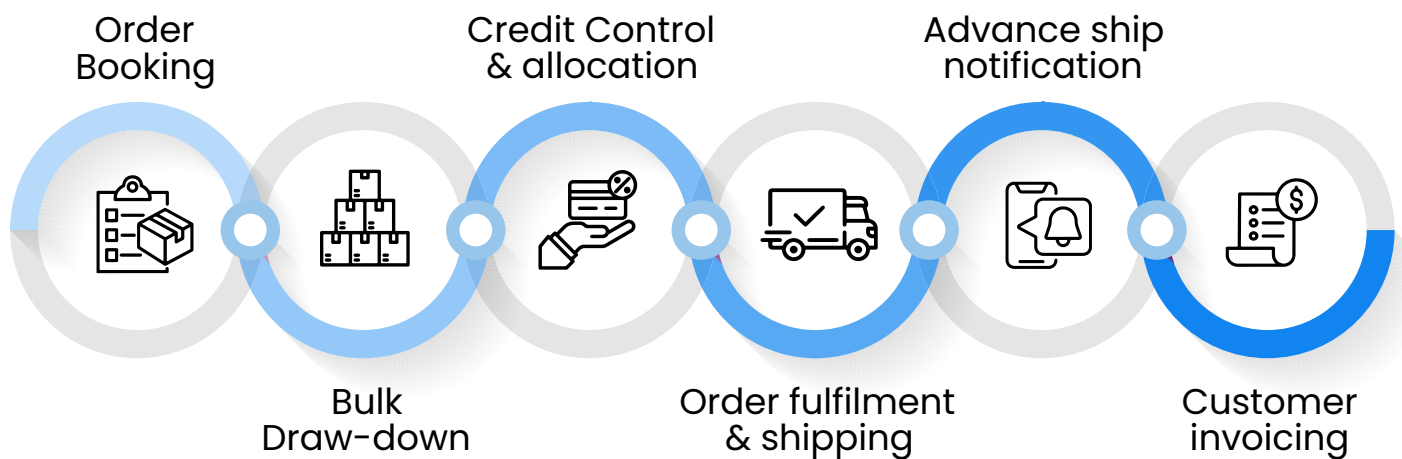 Order
Booking
Bulk
Draw-down
Credit Control
& allocation
Order fulfilment
& shipping
Advance ship
notification
Customer
invoicing
%
$